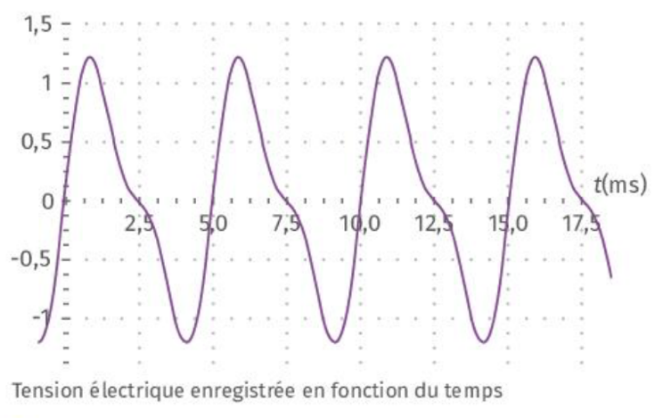 1,5
1
0,5
0
-0,5
-1
t(ms)
2,5 5,0 7,5 10,0 12,5 15,0 17,5
Tension électrique enregistrée en fonction du temps